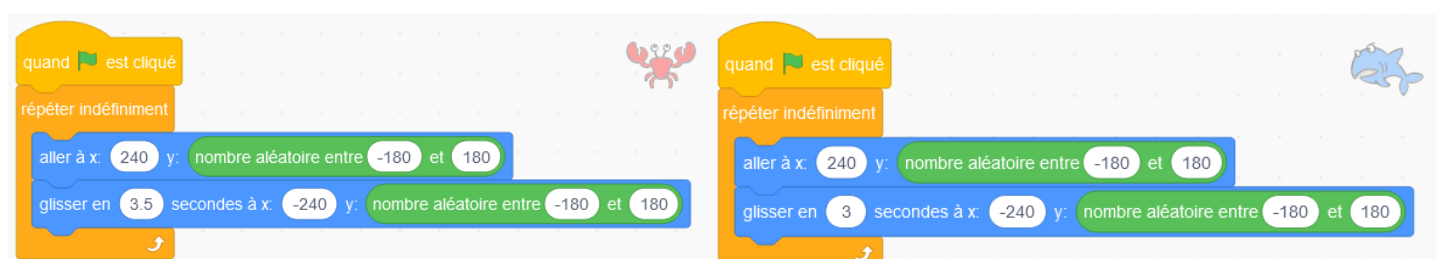 quand est cliqué
répéter indéfiniment
aller à x: 240 y: nombre aléatoire entre -180 et 180
glisser en 3.5 secondes à x: -240 y: nombre aléatoire entre -180 et 180
quand est cliqué
répéter indéfiniment
aller à x: 240 y: nombre aléatoire entre -180 et 180
glisser en 3 secondes à x: -240 y: nombre aléatoire entre -180 et 180